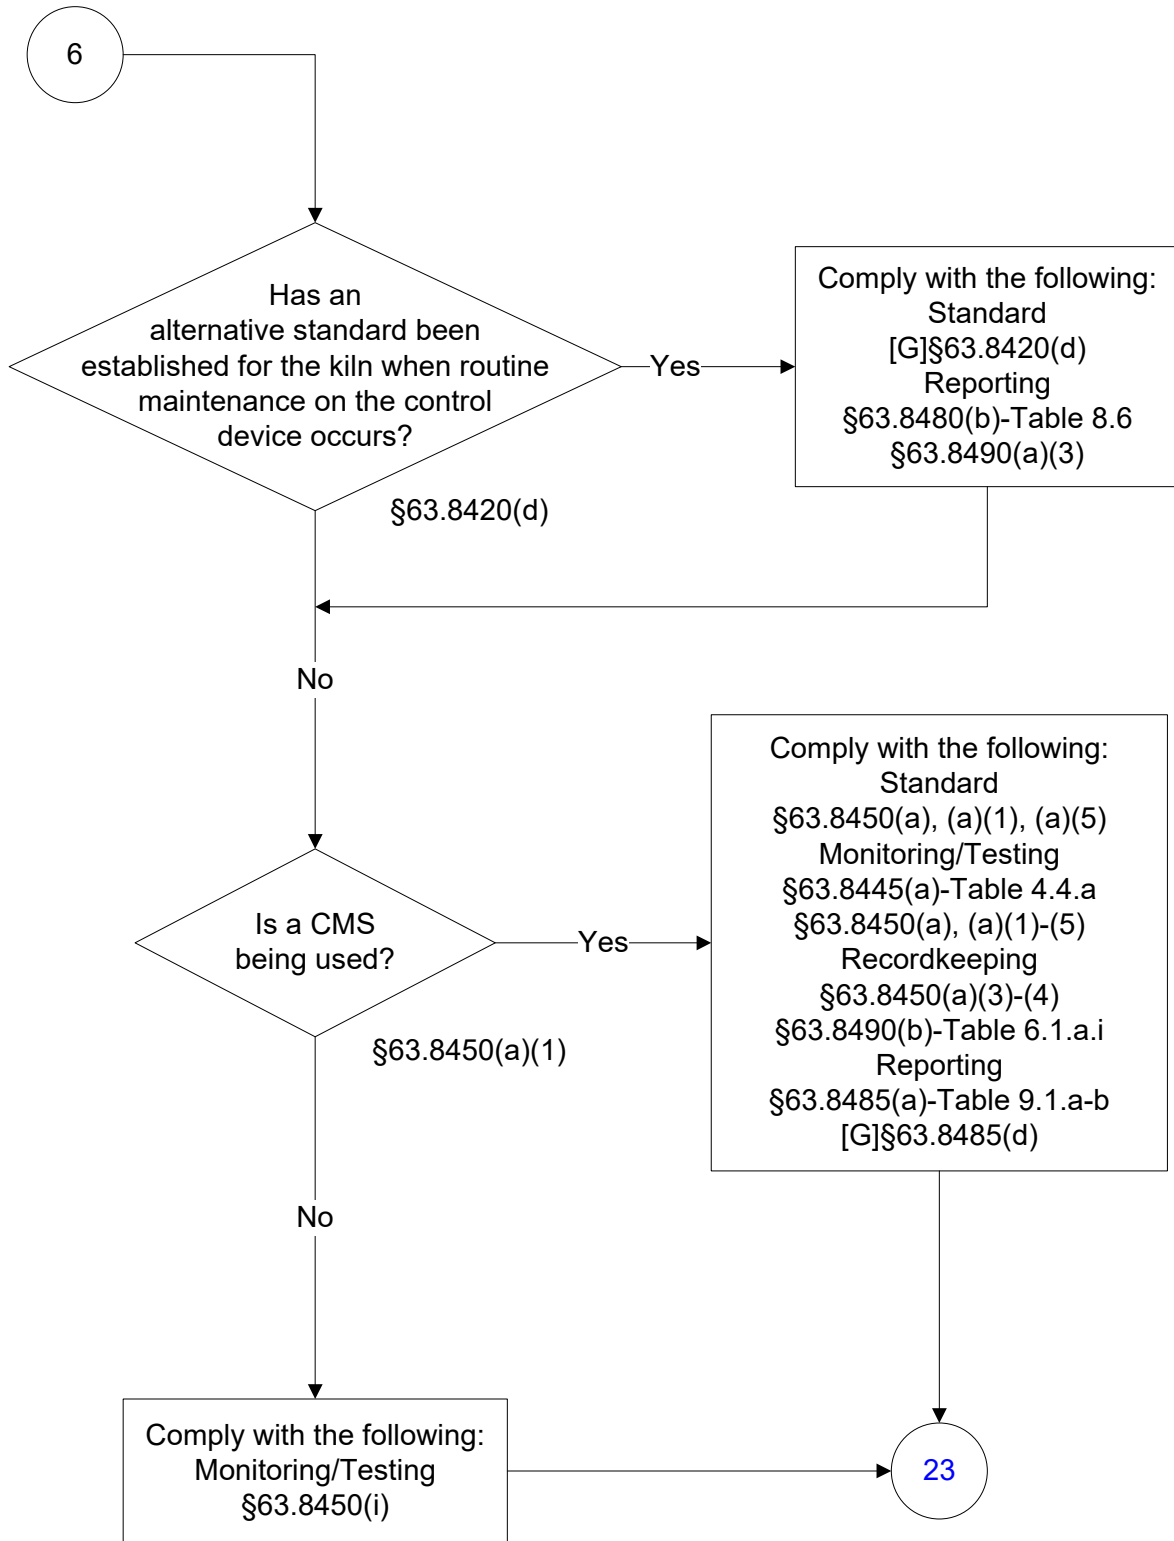 6
Has an
alternative standard been
established for the kiln when routine
maintenance on the control
device occurs?
Yes
Comply with the following:
Standard
[G]§63.8420(d)
Reporting
§63.8480(b)-Table 8.6
§63.8490(a)(3)
§63.8420(d)
No
Is a CMS
being used?
Yes
Comply with the following:
Standard
§63.8450(a), (a)(1), (a)(5)
Monitoring/Testing
§63.8445(a)-Table 4.4.a
§63.8450(a), (a)(1)-(5)
Recordkeeping
§63.8450(a)(3)-(4)
§63.8490(b)-Table 6.1.a.i
Reporting
§63.8485(a)-Table 9.1.a-b
[G]§63.8485(d)
§63.8450(a)(1)
No
Comply with the following:
Monitoring/Testing
§63.8450(i)
23